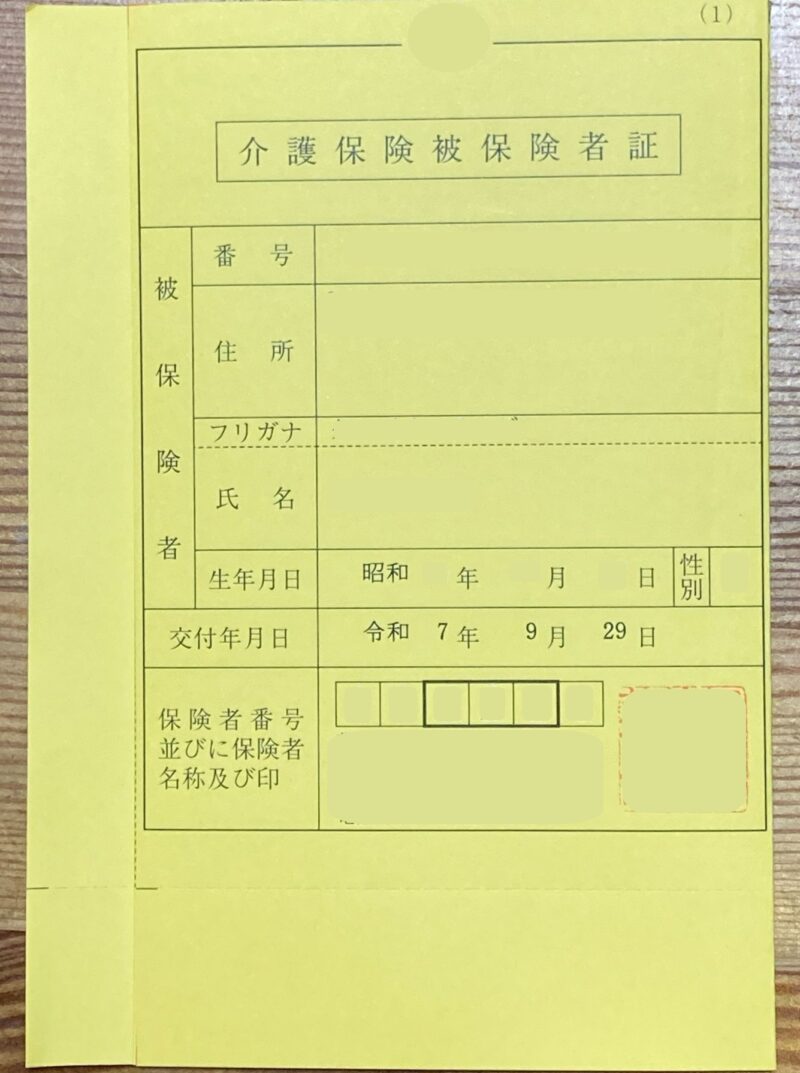 (1)
介護保険被保険者証
被保険者
番号
住所
フリガナ
氏名
生年月日 昭和 年 月 日 性別
交付年月日 令和 7年 9月 29日
保険者番号
並びに保険者
名称及び印